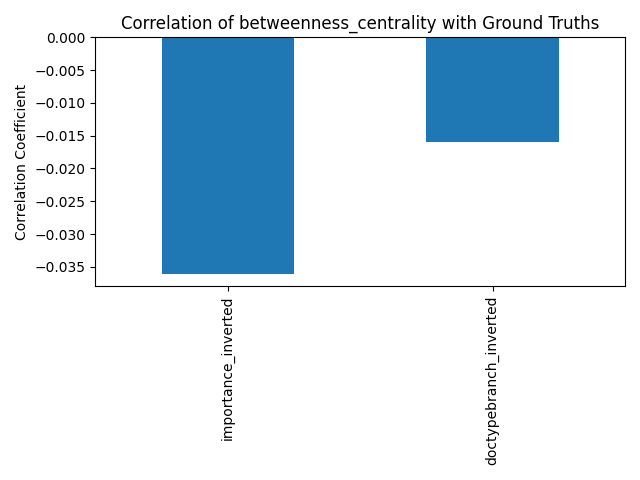 Correlation of betweenness_centrality with Ground Truths
0.000
−0.005
−0.010
−0.015
−0.020
−0.025
−0.030
−0.035
Correlation Coefficient
importance_inverted
doctypebranch_inverted